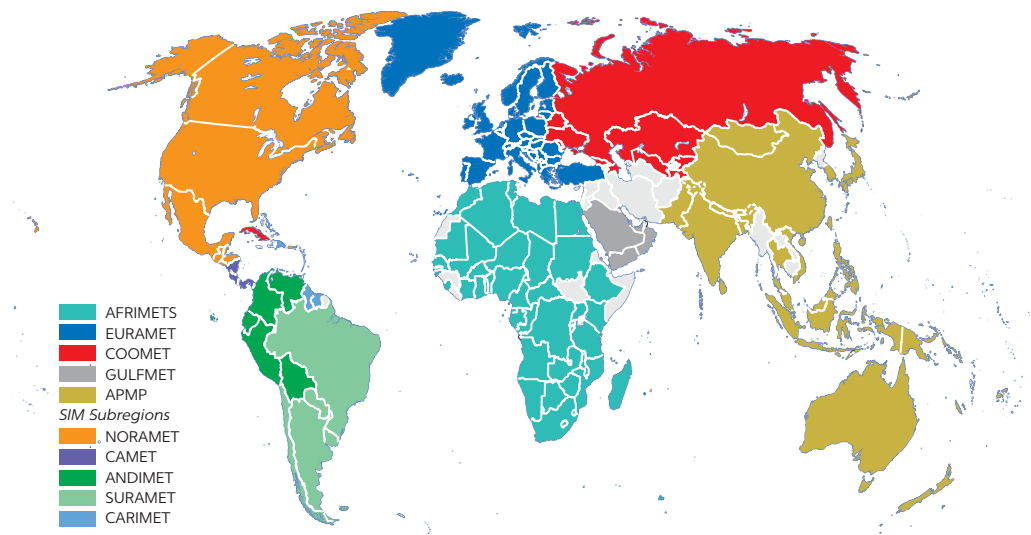 AFRIMETS
EURAMET
COOMET
GULFMET
APMP
SIM Subregions
NORAMET
CAMET
ANDIMET
SURAMET
CARIMET